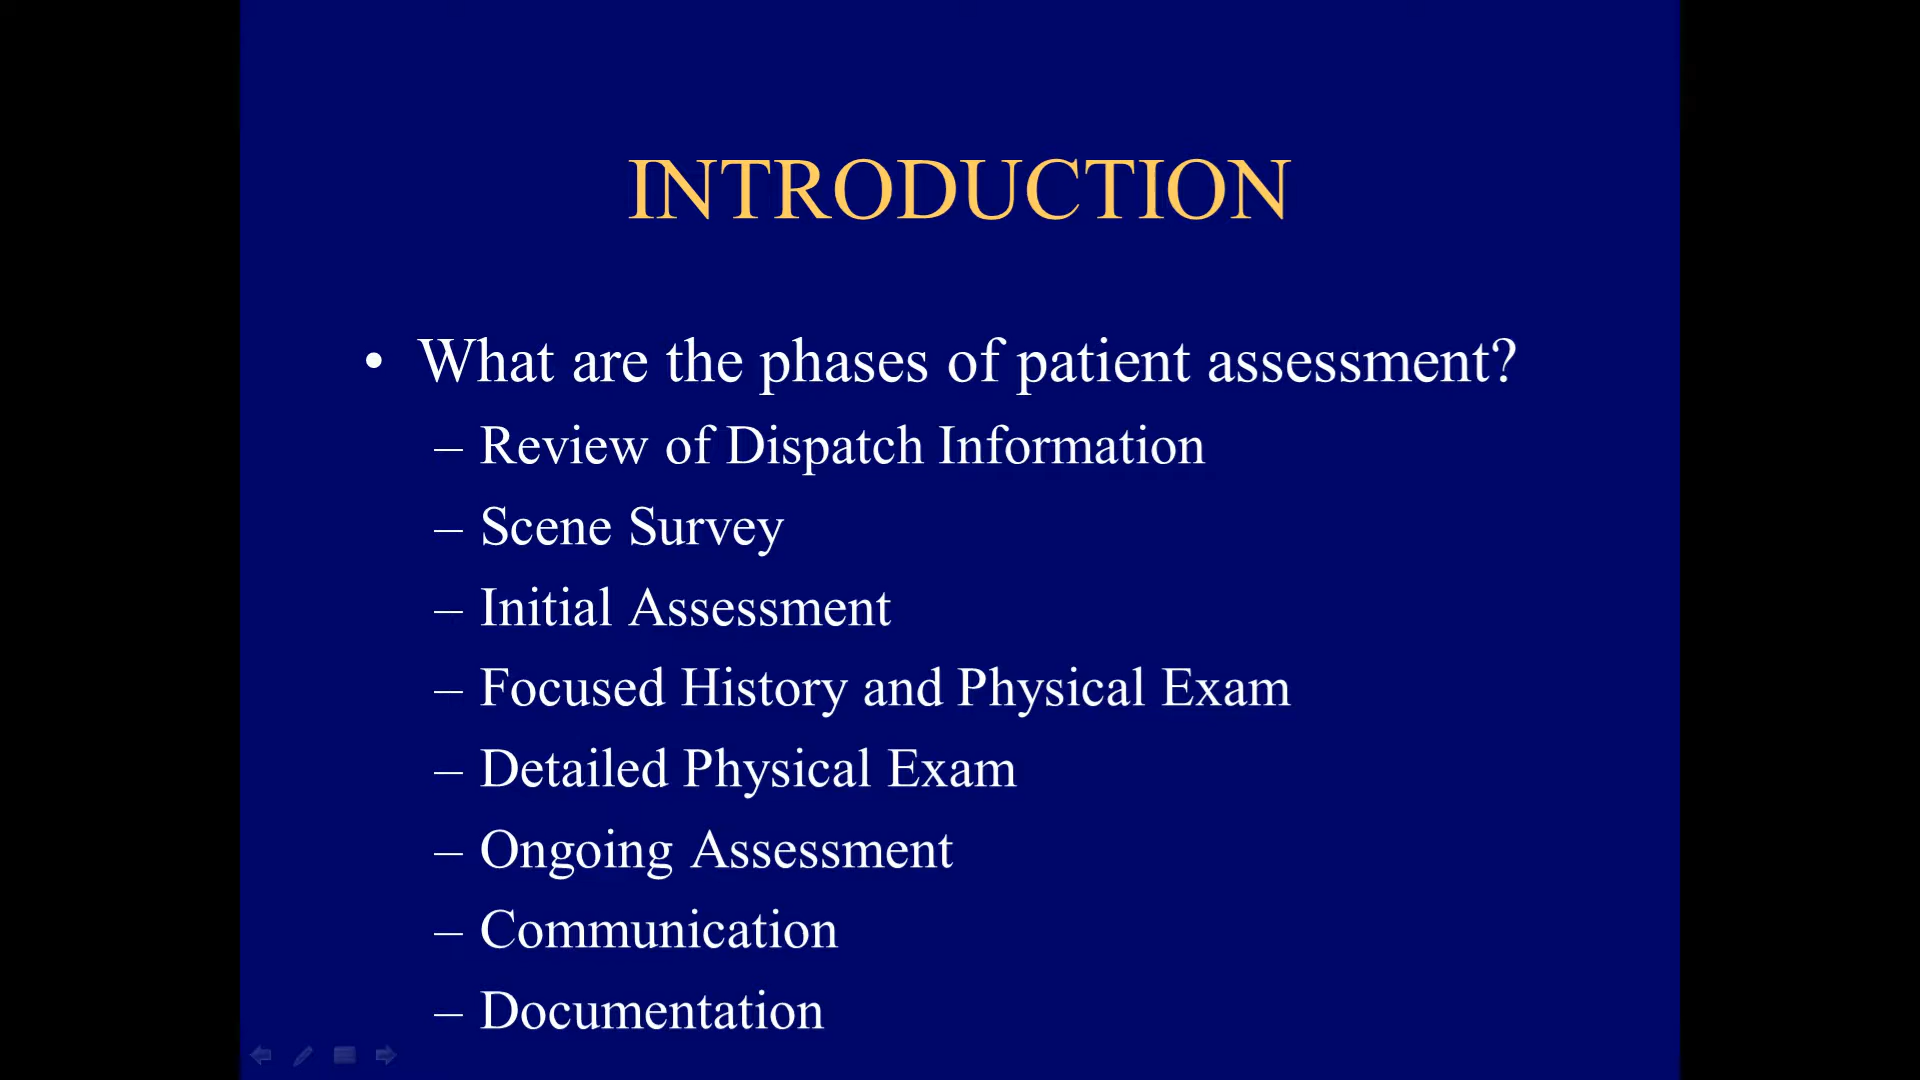 INTRODUCTION
• What are the phases of patient assessment?
– Review of Dispatch Information
– Scene Survey
– Initial Assessment
– Focused History and Physical Exam
– Detailed Physical Exam
– Ongoing Assessment
– Communication
– Documentation